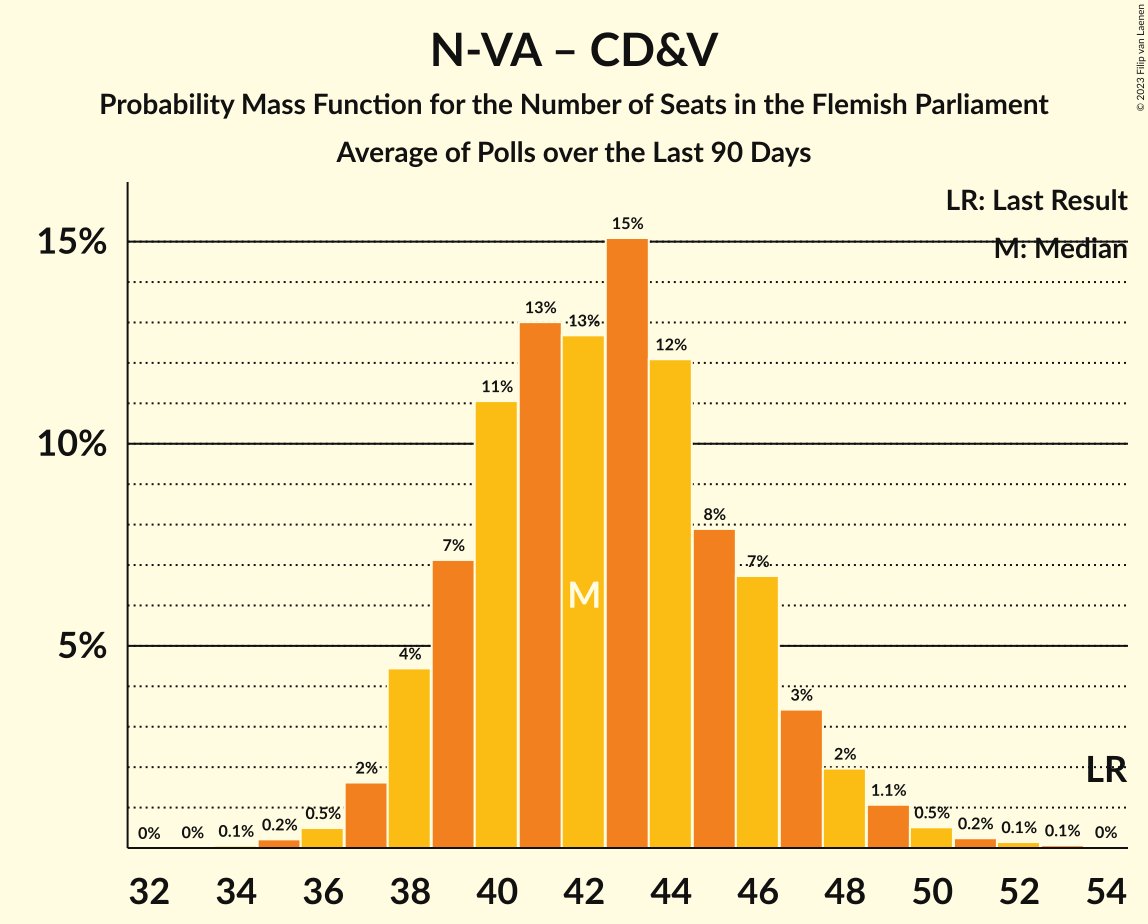 N-VA – CD&V
Probability Mass Function for the Number of Seats in the Flemish Parliament
Average of Polls over the Last 90 Days
© 2023 Filip van Laenen
LR: Last Result
M: Median
15%
10%
5%
0%
0%
0.1%
0.2%
0.5%
2%
4%
7%
11%
13%
13%
15%
12%
8%
7%
3%
2%
1.1%
0.5%
0.2%
0.1%
0.1%
0%
M
LR
32 34 36 38 40 42 44 46 48 50 52 54